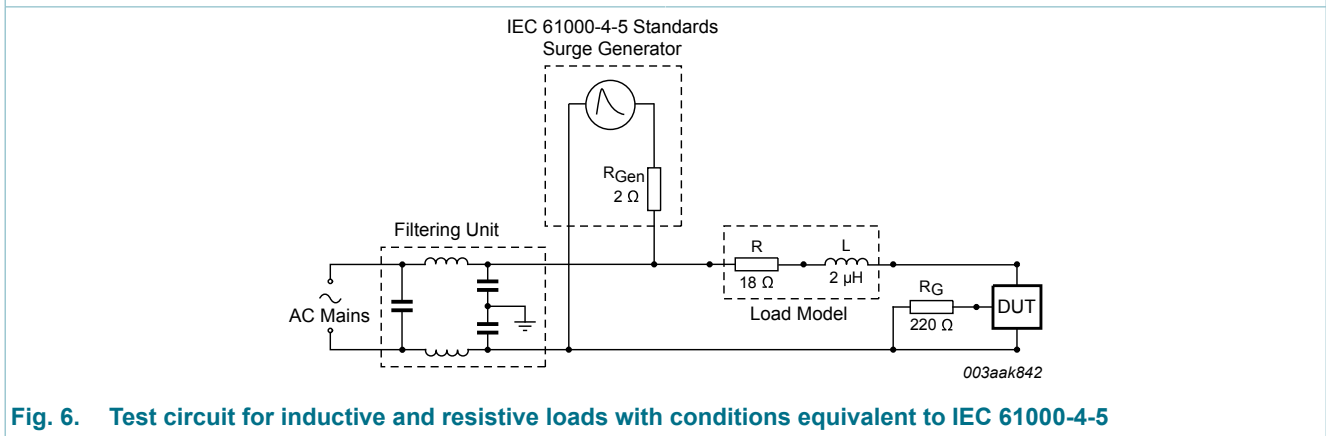 IEC 61000-4-5 Standards
Surge Generator
RGen
2 Ω
Filtering Unit
AC Mains
R
18 Ω
L
2 μH
Load Model
RG
220 Ω
DUT
003aak842
Fig. 6. Test circuit for inductive and resistive loads with conditions equivalent to IEC 61000-4-5